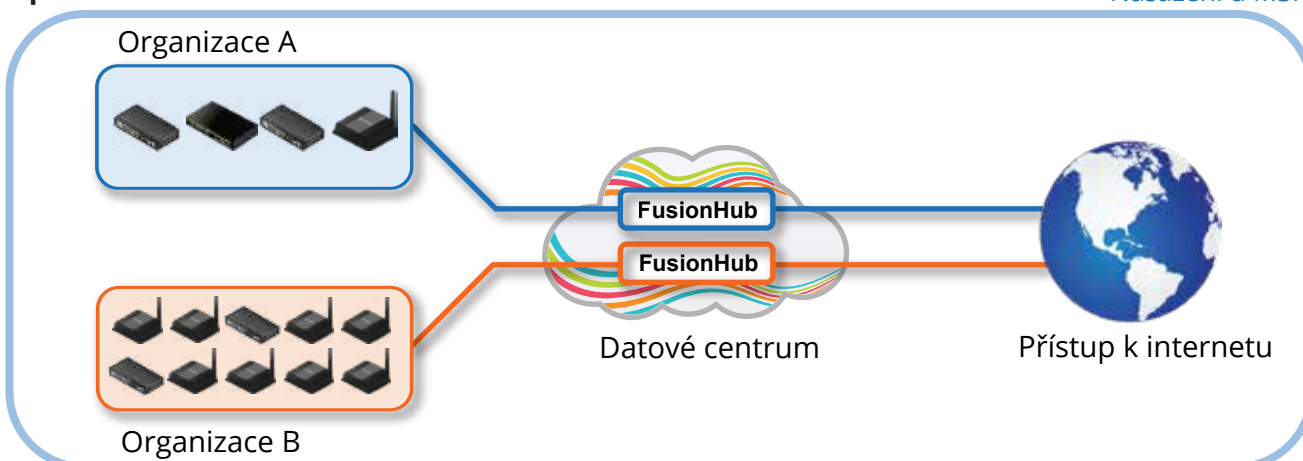 Organizace A
FusionHub
FusionHub
Datové centrum
Přístup k internetu
Organizace B